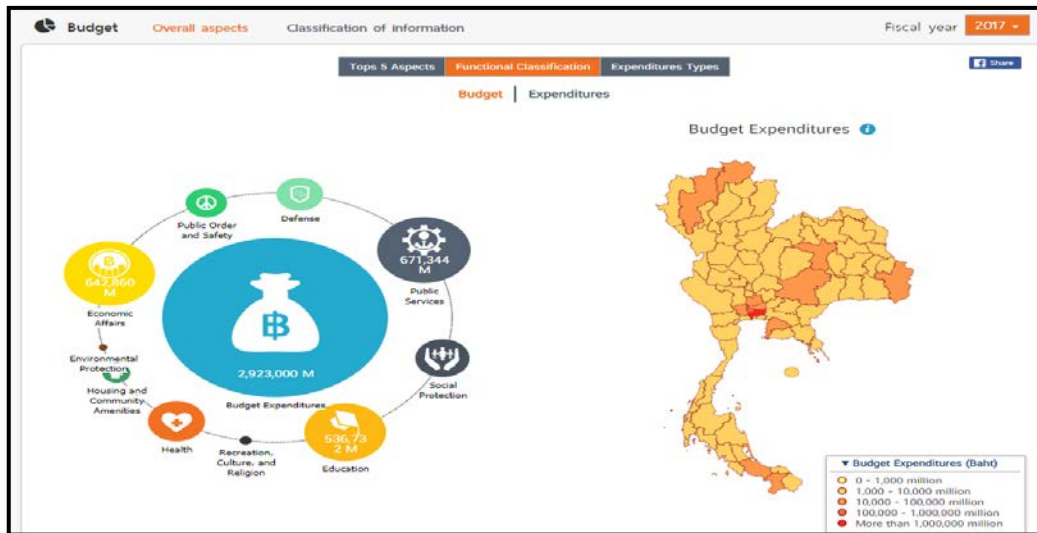 Budget
Overall aspects
Classification of information
Fiscal year
2017
Tops 5 Aspects
Functional Classification
Expenditures Types
Share
Budget | Expenditures
Budget Expenditures
Defense
Public Order
and Safety
671,344
M
Public
Services
642,860
M
Economic
Affairs
Environmental
Protection
Housing and
Community
Amenities
2,923,000 M
Budget Expenditures
Social
Protection
Health
Recreation,
Culture, and
Religion
536,73
2 M
Education
Budget Expenditures (Baht)
0 - 1,000 million
1,000 - 10,000 million
10,000 - 100,000 million
100,000 - 1,000,000 million
More than 1,000,000 million